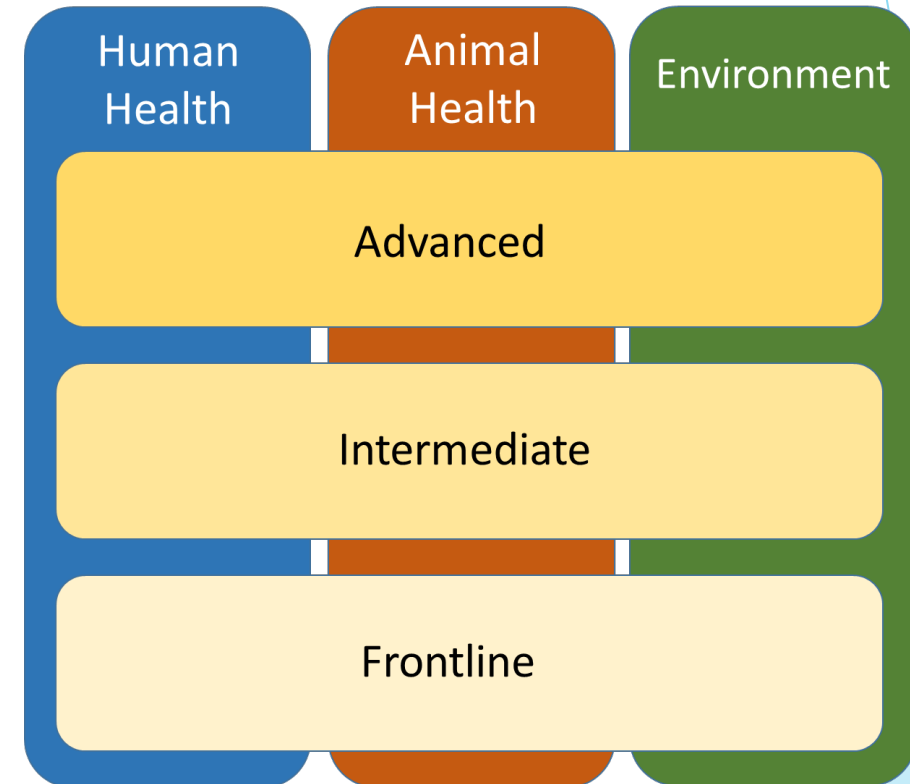 Human
Health
Animal
Health
Environment
Advanced
Intermediate
Frontline